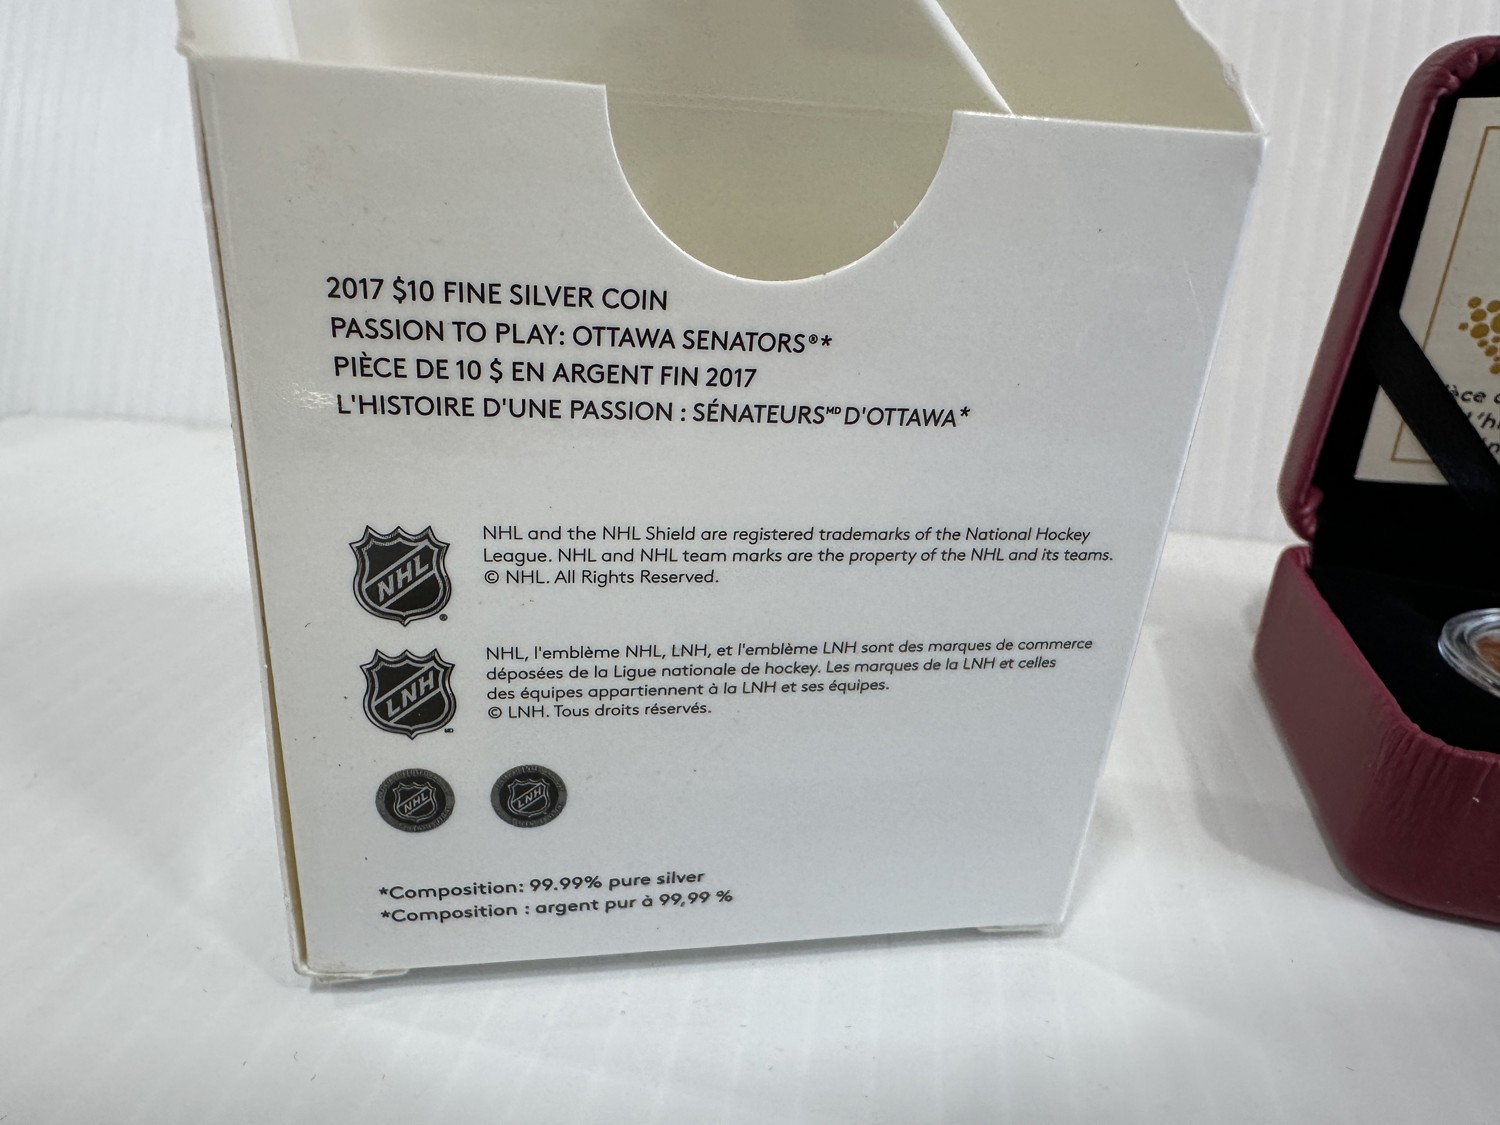 2017 $10 FINE SILVER COIN
PASSION TO PLAY: OTTAWA SENATORS®*
PIÈCE DE 10 $ EN ARGENT FIN 2017
L'HISTOIRE D'UNE PASSION : SÉNATEURSᴹᴰ D'OTTAWA*
NHL
®
NHL and the NHL Shield are registered trademarks of the National Hockey
League. NHL and NHL team marks are the property of the NHL and its teams.
© NHL. All Rights Reserved.
LNH
MD
NHL, l'emblème NHL, LNH, et l'emblème LNH sont des marques de commerce
déposées de la Ligue nationale de hockey. Les marques de la LNH et celles
des équipes appartiennent à la LNH et ses équipes.
© LNH. Tous droits réservés.
NHL
LNH
*Composition: 99.99% pure silver
*Composition : argent pur à 99,99 %